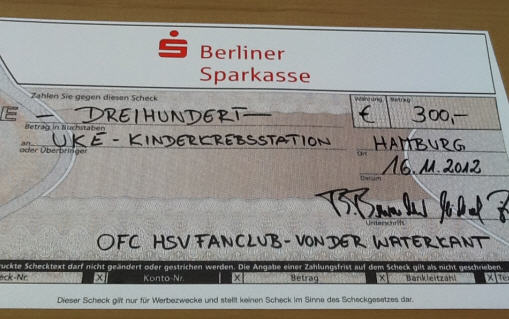 Berliner
Sparkasse
Zahlen Sie gegen diesen Scheck
Währung Betrag
E - DREIHUNDERT - € 300,-
Betrag in Buchstaben
an UKE - KINDERKREBSSTATION HAMBURG
oder Überbringer Ort
16.11.2012
Datum
Unterschrift
OFC HSV FANCLUB - VON DER WATERKANT
ruckte Schecktext darf nicht geändert oder gestrichen werden. Die Angabe einer Zahlungsfrist auf dem Scheck gilt als nicht geschrieben.
eck-Nr. X Konto-Nr. X Betrag X Bankleitzahl X Te
Dieser Scheck gilt nur für Werbezwecke und stellt keinen Scheck im Sinne des Scheckgesetzes dar.